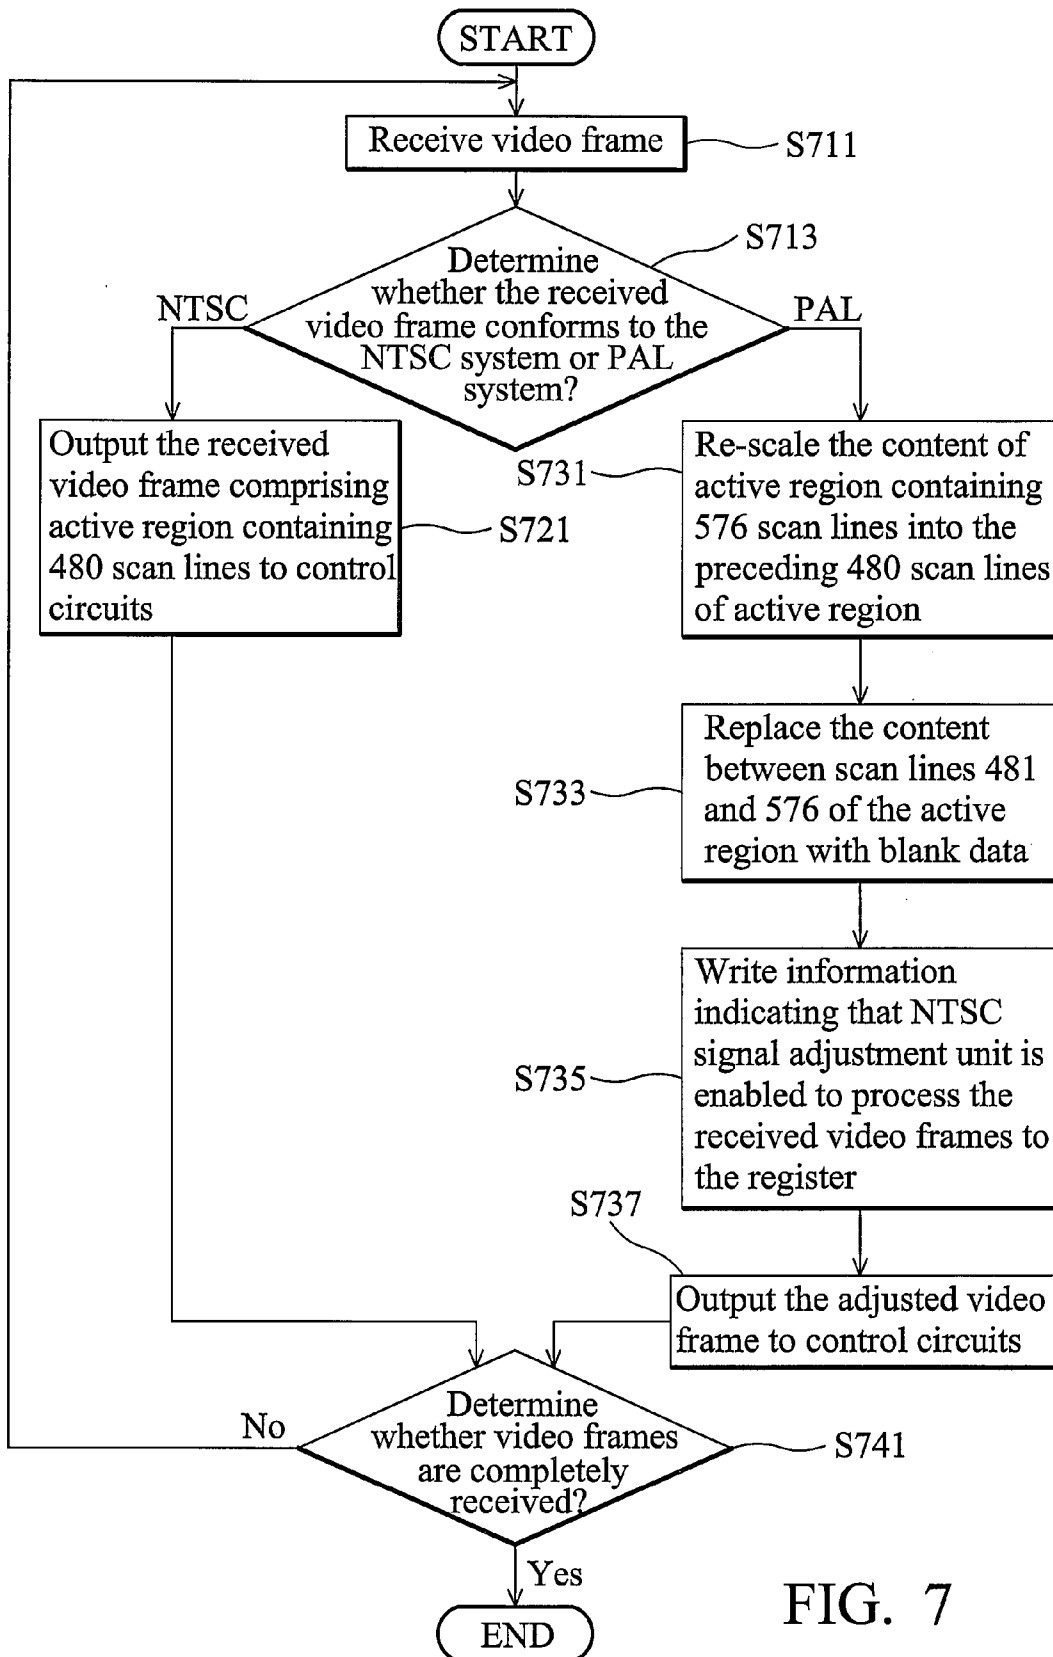 START
Receive video frame
S711
Determine
whether the received
video frame conforms to the
NTSC system or PAL
system?
S713
NTSC
PAL
Output the received
video frame comprising
active region containing
480 scan lines to control
circuits
S721
Re-scale the content of
active region containing
576 scan lines into the
preceding 480 scan lines
of active region
S731
Replace the content
between scan lines 481
and 576 of the active
region with blank data
S733
Write information
indicating that NTSC
signal adjustment unit is
enabled to process the
received video frames to
the register
S735
S737
Output the adjusted video
frame to control circuits
Determine
whether video frames
are completely
received?
S741
No
Yes
END
FIG. 7